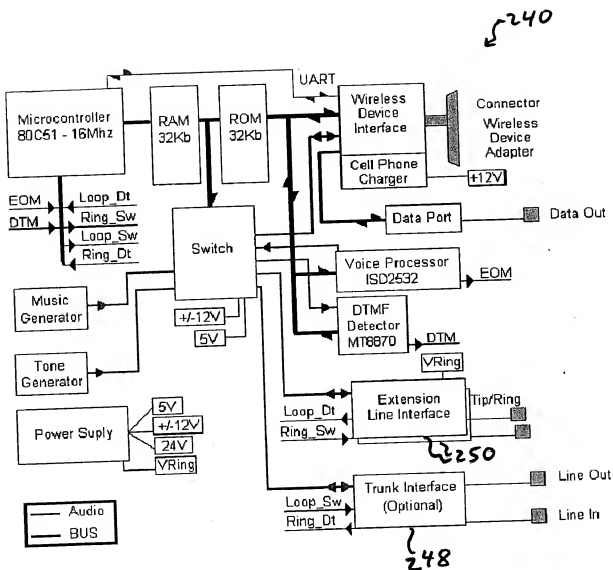 240
UART
Microcontroller
80C51 - 16Mhz
RAM
32Kb
ROM
32Kb
Wireless
Device
Interface
Connector
Wireless
Device
Adapter
Cell Phone
Charger
+12V
EOM
Loop_Dt
DTM
Ring_Sw
Loop_Sw
Ring_Dt
Data Port
Data Out
Switch
Voice Processor
ISD2532
EOM
Music
Generator
+/-12V
5V
DTMF
Detector
MT8870
DTM
VRing
Tone
Generator
Extension
Line Interface
Tip/Ring
Loop_Dt
Ring_Sw
250
Power Suply
5V
+/-12V
24V
VRing
Trunk Interface
(Optional)
Line Out
Loop_Sw
Ring_Dt
Line In
248
Audio
BUS